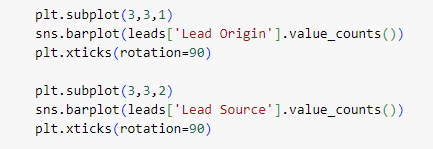 plt.subplot(3,3,1)
sns.barplot(leads['Lead Origin'].value_counts())
plt.xticks(rotation=90)
plt.subplot(3,3,2)
sns.barplot(leads['Lead Source'].value_counts())
plt.xticks(rotation=90)